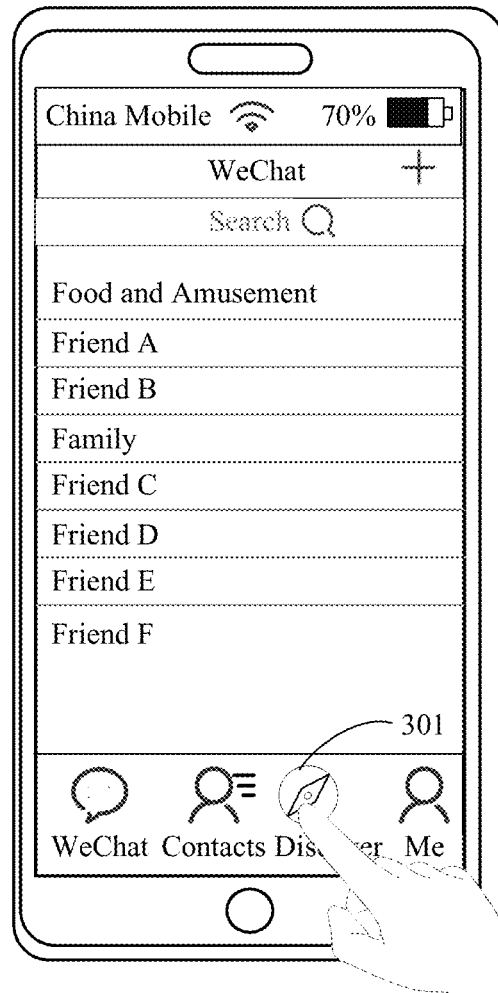 China Mobile 70%
WeChat
Search
Food and Amusement
Friend A
Friend B
Family
Friend C
Friend D
Friend E
Friend F
301
WeChat Contacts Discover Me